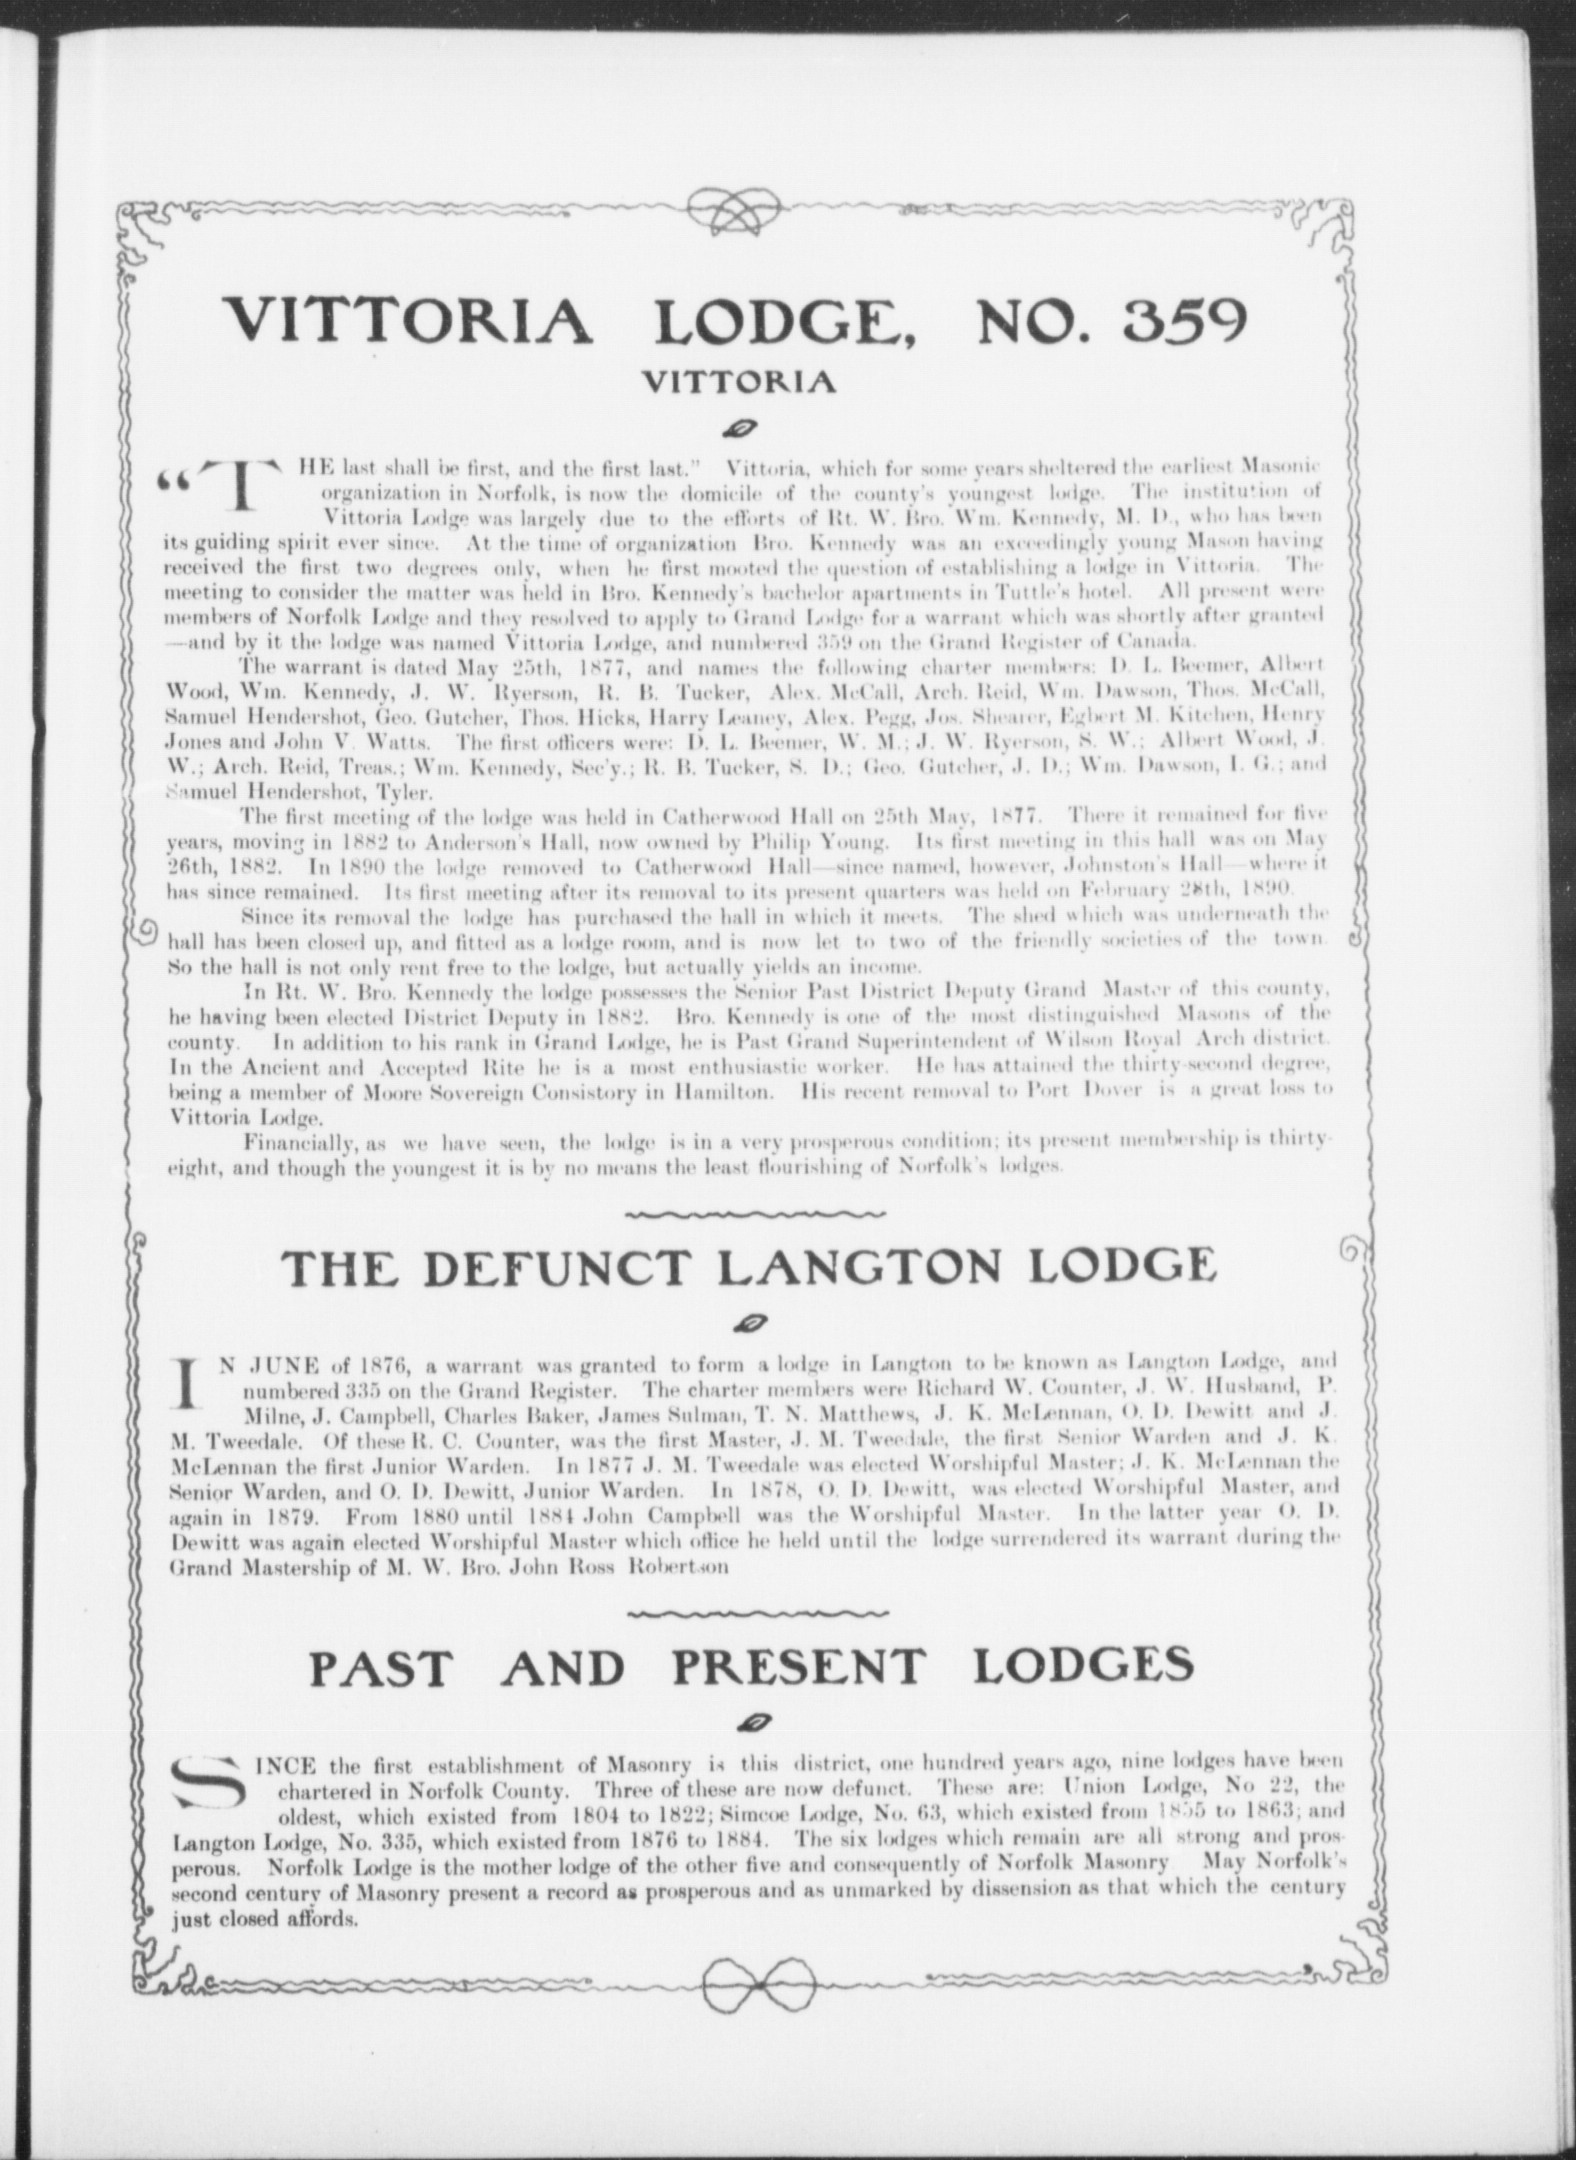 VITTORIA LODGE, NO. 359
VITTORIA
"THE last shall be first, and the first last." Vittoria, which for some years sheltered the earliest Masonic
organization in Norfolk, is now the domicile of the county's youngest lodge. The institution of
Vittoria Lodge was largely due to the efforts of Rt. W. Bro. Wm. Kennedy, M. D., who has been
its guiding spirit ever since. At the time of organization Bro. Kennedy was an exceedingly young Mason having
received the first two degrees only, when he first mooted the question of establishing a lodge in Vittoria. The
meeting to consider the matter was held in Bro. Kennedy's bachelor apartments in Tuttle's hotel. All present were
members of Norfolk Lodge and they resolved to apply to Grand Lodge for a warrant which was shortly after granted
—and by it the lodge was named Vittoria Lodge, and numbered 359 on the Grand Register of Canada.
The warrant is dated May 25th, 1877, and names the following charter members: D. L. Beemer, Albert
Wood, Wm. Kennedy, J. W. Ryerson, R. B. Tucker, Alex. McCall, Arch. Reid, Wm. Dawson, Thos. McCall,
Samuel Hendershot, Geo. Gutcher, Thos. Hicks, Harry Leaney, Alex. Pegg, Jos. Shearer, Egbert M. Kitchen, Henry
Jones and John V. Watts. The first officers were: D. L. Beemer, W. M.; J. W. Ryerson, S. W.; Albert Wood, J.
W.; Arch. Reid, Treas.; Wm. Kennedy, Sec'y.; R. B. Tucker, S. D.; Geo. Gutcher, J. D.; Wm. Dawson, I. G.; and
Samuel Hendershot, Tyler.
The first meeting of the lodge was held in Catherwood Hall on 25th May, 1877. There it remained for five
years, moving in 1882 to Anderson's Hall, now owned by Philip Young. Its first meeting in this hall was on May
26th, 1882. In 1890 the lodge removed to Catherwood Hall—since named, however, Johnston's Hall—where it
has since remained. Its first meeting after its removal to its present quarters was held on February 28th, 1890.
Since its removal the lodge has purchased the hall in which it meets. The shed which was underneath the
hall has been closed up, and fitted as a lodge room, and is now let to two of the friendly societies of the town.
So the hall is not only rent free to the lodge, but actually yields an income.
In Rt. W. Bro. Kennedy the lodge possesses the Senior Past District Deputy Grand Master of this county,
he having been elected District Deputy in 1882. Bro. Kennedy is one of the most distinguished Masons of the
county. In addition to his rank in Grand Lodge, he is Past Grand Superintendent of Wilson Royal Arch district.
In the Ancient and Accepted Rite he is a most enthusiastic worker. He has attained the thirty-second degree,
being a member of Moore Sovereign Consistory in Hamilton. His recent removal to Port Dover is a great loss to
Vittoria Lodge.
Financially, as we have seen, the lodge is in a very prosperous condition; its present membership is thirty-
eight, and though the youngest it is by no means the least flourishing of Norfolk's lodges.
THE DEFUNCT LANGTON LODGE
IN JUNE of 1876, a warrant was granted to form a lodge in Langton to be known as Langton Lodge, and
numbered 335 on the Grand Register. The charter members were Richard W. Counter, J. W. Husband, P.
Milne, J. Campbell, Charles Baker, James Sulman, T. N. Matthews, J. K. McLennan, O. D. Dewitt and J.
M. Tweedale. Of these R. C. Counter, was the first Master, J. M. Tweedale, the first Senior Warden and J. K.
McLennan the first Junior Warden. In 1877 J. M. Tweedale was elected Worshipful Master; J. K. McLennan the
Senior Warden, and O. D. Dewitt, Junior Warden. In 1878, O. D. Dewitt, was elected Worshipful Master, and
again in 1879. From 1880 until 1884 John Campbell was the Worshipful Master. In the latter year O. D.
Dewitt was again elected Worshipful Master which office he held until the lodge surrendered its warrant during the
Grand Mastership of M. W. Bro. John Ross Robertson
PAST AND PRESENT LODGES
SINCE the first establishment of Masonry is this district, one hundred years ago, nine lodges have been
chartered in Norfolk County. Three of these are now defunct. These are: Union Lodge, No 22, the
oldest, which existed from 1804 to 1822; Simcoe Lodge, No. 63, which existed from 1855 to 1863; and
Langton Lodge, No. 335, which existed from 1876 to 1884. The six lodges which remain are all strong and pros-
perous. Norfolk Lodge is the mother lodge of the other five and consequently of Norfolk Masonry May Norfolk's
second century of Masonry present a record as prosperous and as unmarked by dissension as that which the century
just closed affords.